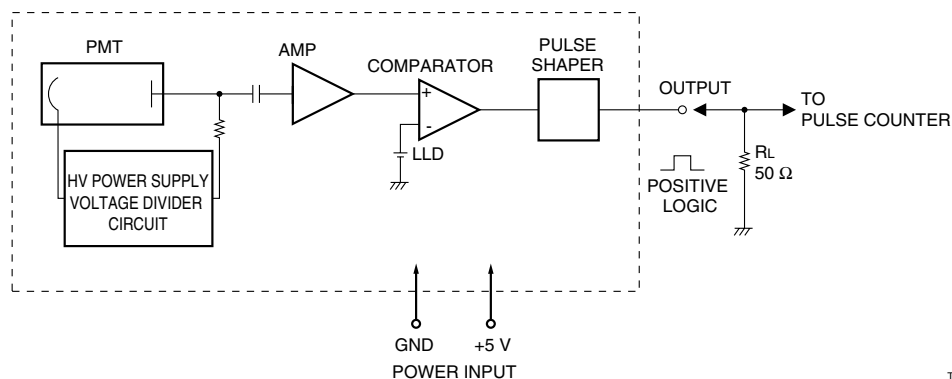 PMT
AMP
COMPARATOR
+
-
LLD
PULSE
SHAPER
HV POWER SUPPLY
VOLTAGE DIVIDER
CIRCUIT
OUTPUT
TO
PULSE COUNTER
RL
50 Ω
POSITIVE
LOGIC
GND
+5 V
POWER INPUT